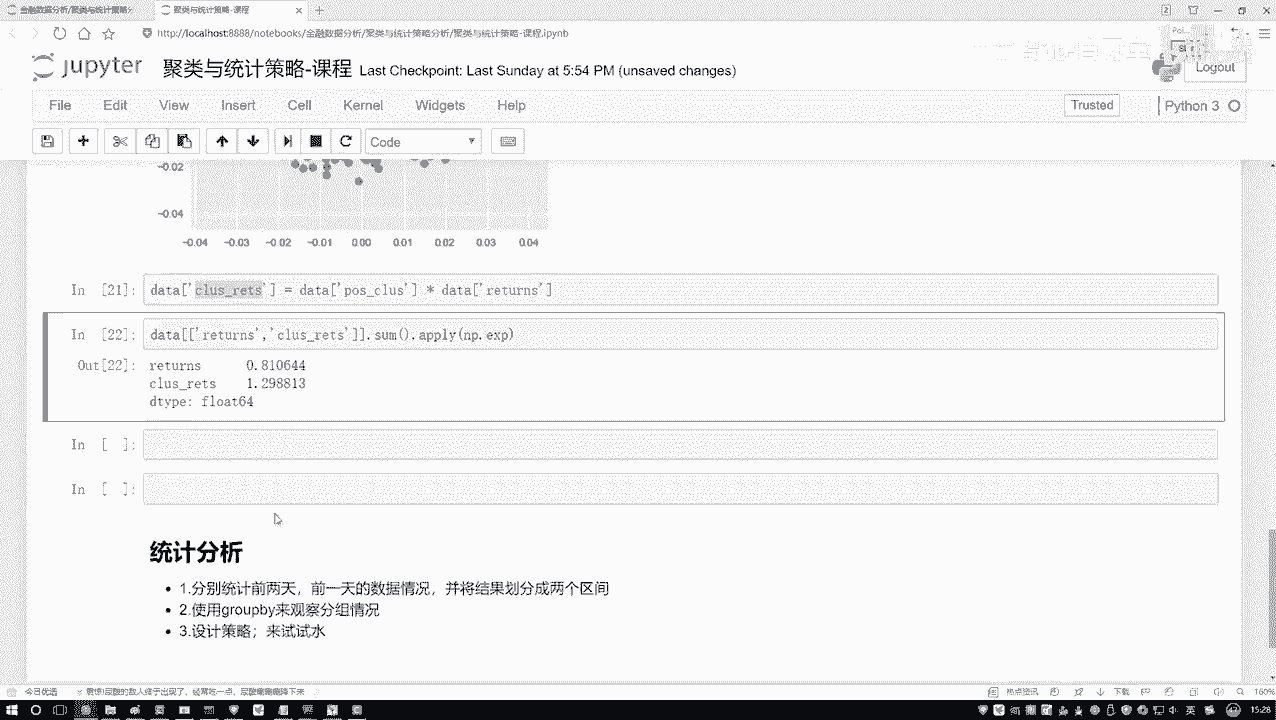 金融数据分析/聚类与统计策略
聚类与统计策略-课程
http://localhost:8888/notebooks/金融数据分析/聚类与统计策略分析/聚类与统计策略-课程.ipynb
jupyter 聚类与统计策略-课程 Last Checkpoint: Last Sunday at 5:54 PM (unsaved changes)
Logout
File Edit View Insert Cell Kernel Widgets Help
Trusted Python 3
Code
-0.02
-0.04
-0.04 -0.03 -0.02 -0.01 0.00 0.01 0.02 0.03 0.04
In [21]: data['clus_rets'] = data['pos_clus'] * data['returns']
In [22]: data[['returns','clus_rets']].sum().apply(np.exp)
Out[22]: returns 0.810644
clus_rets 1.298813
dtype: float64
In [ ]:
In [ ]:
统计分析
1.分别统计前两天，前一天的数据情况，并将结果划分成两个区间
2.使用groupby来观察分组情况
3.设计策略；来试试水
今日优选
热点资讯
下载
160%
英
15:28